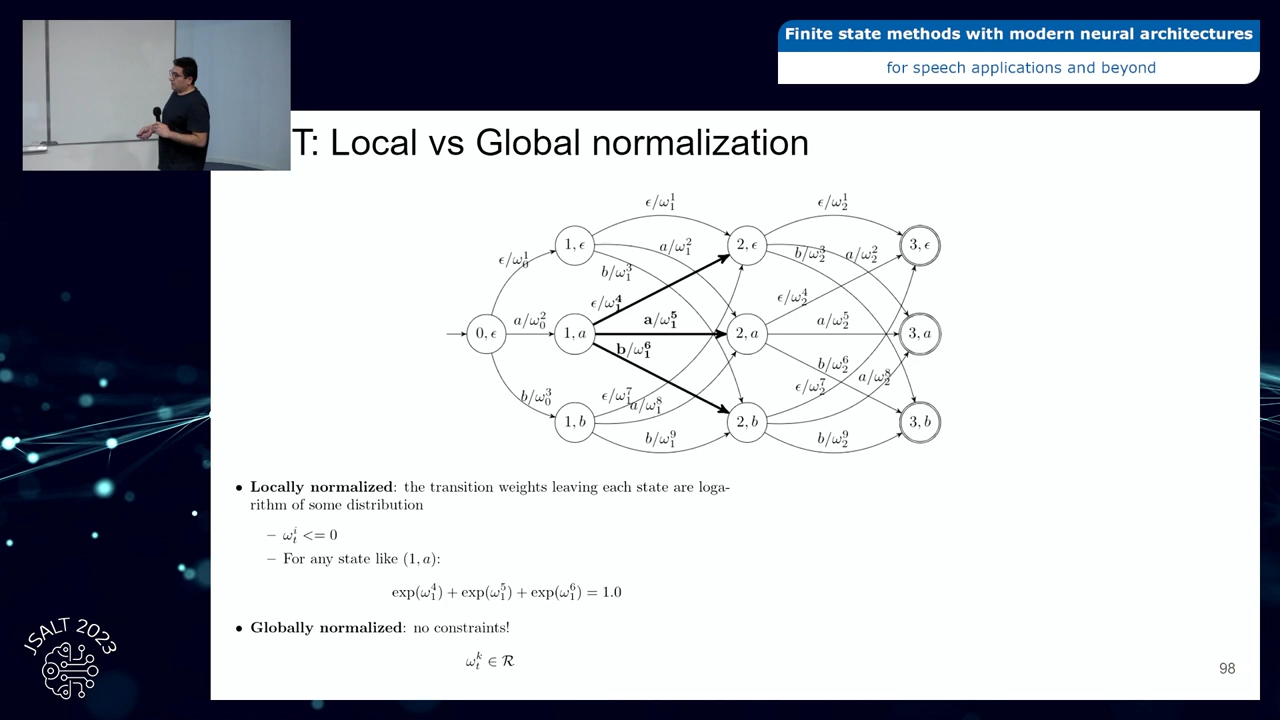 Finite state methods with modern neural architectures
for speech applications and beyond
T: Local vs Global normalization
ϵ/ω₁¹
ϵ/ω₂¹
1, ϵ
2, ϵ
3, ϵ
ϵ/ω₀¹
a/ω₁²
b/ω₂³
a/ω₂²
b/ω₁³
ϵ/ω₁⁴
ϵ/ω₂⁴
0, ϵ
a/ω₀²
1, a
a/ω₁⁵
2, a
a/ω₂⁵
3, a
b/ω₁⁶
b/ω₂⁶
b/ω₀³
ϵ/ω₁⁷
a/ω₁⁸
ϵ/ω₂⁷
a/ω₂⁸
1, b
2, b
3, b
b/ω₁⁹
b/ω₂⁹
• Locally normalized: the transition weights leaving each state are loga-
rithm of some distribution
– ωₜⁱ <= 0
– For any state like (1, a):
exp(ω₁⁴) + exp(ω₁⁵) + exp(ω₁⁶) = 1.0
• Globally normalized: no constraints!
ωₜᵏ ∈ R
JSALT 2023
98